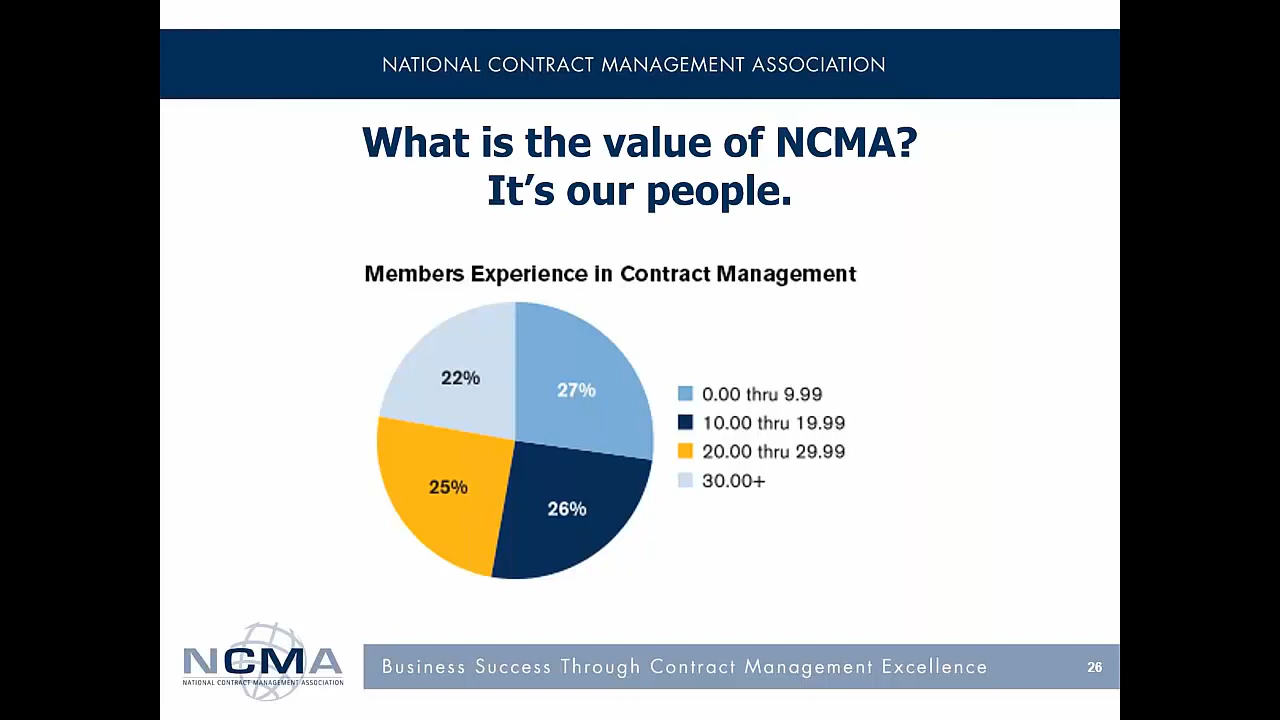 NATIONAL CONTRACT MANAGEMENT ASSOCIATION
What is the value of NCMA?
It’s our people.
Members Experience in Contract Management
22%
27%
25%
26%
0.00 thru 9.99
10.00 thru 19.99
20.00 thru 29.99
30.00+
NCMA
NATIONAL CONTRACT MANAGEMENT ASSOCIATION
Business Success Through Contract Management Excellence
26